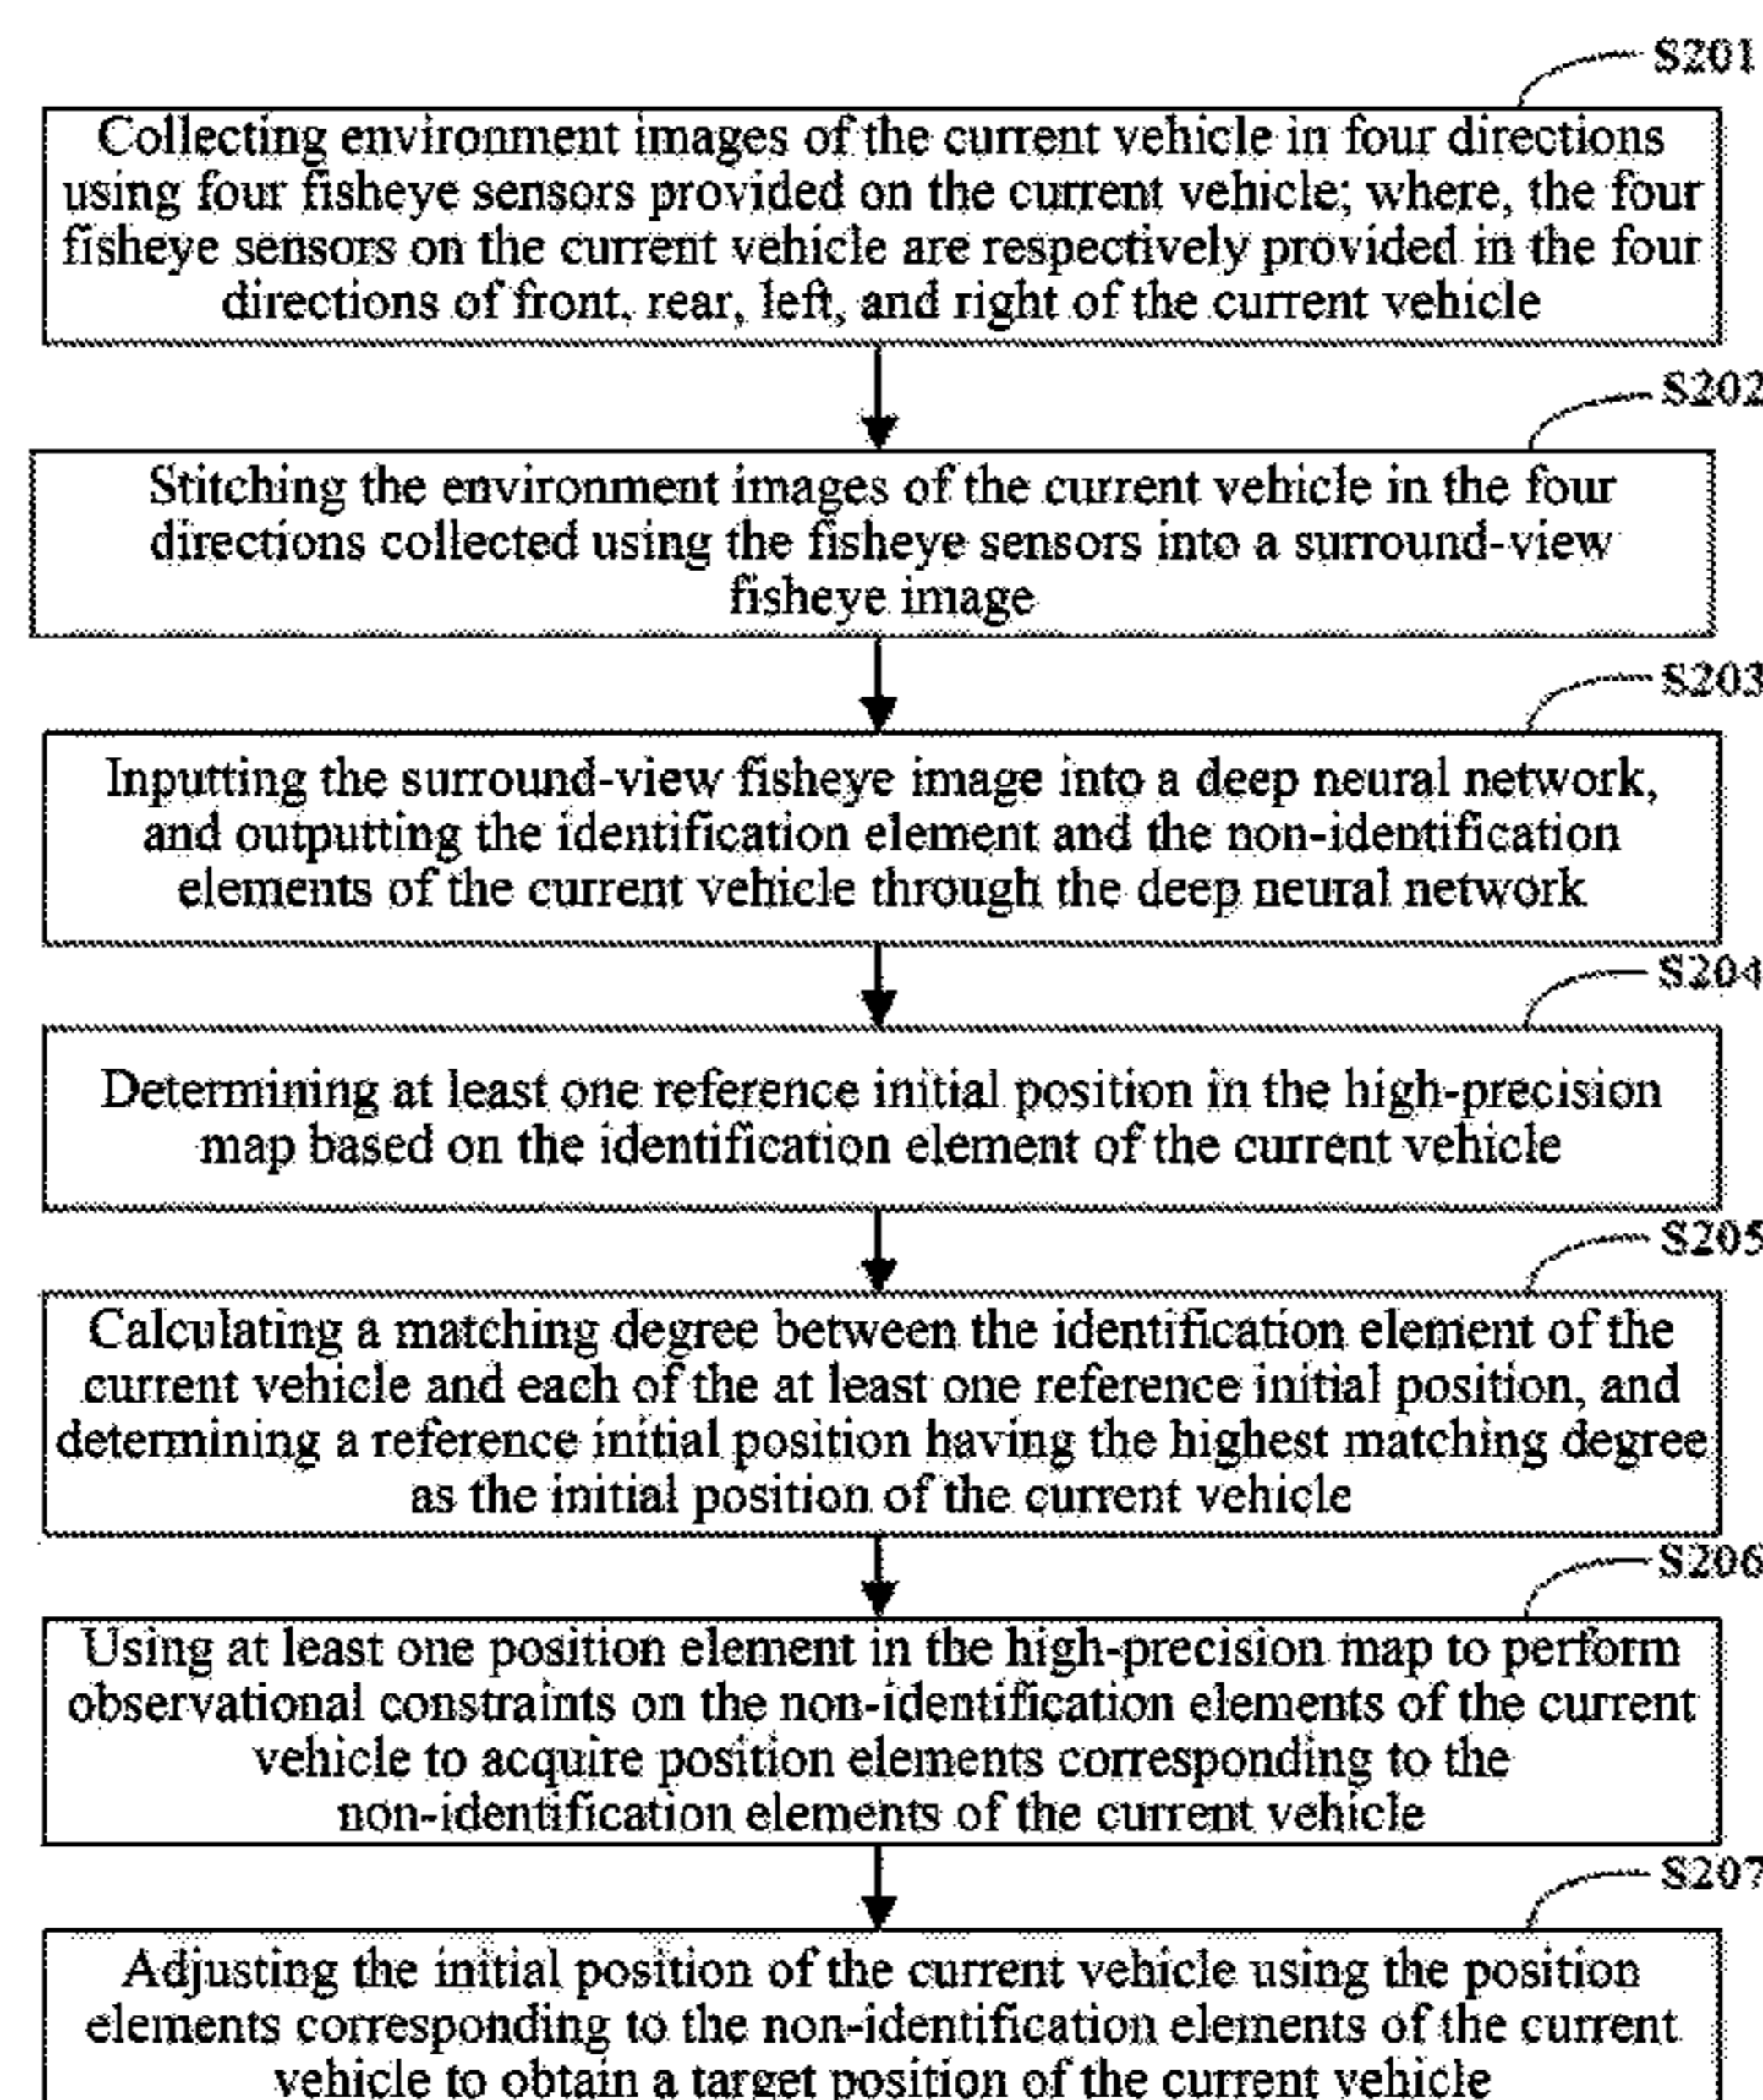 S201
Collecting environment images of the current vehicle in four directions
using four fisheye sensors provided on the current vehicle; where, the four
fisheye sensors on the current vehicle are respectively provided in the four
directions of front, rear, left, and right of the current vehicle
S202
Stitching the environment images of the current vehicle in the four
directions collected using the fisheye sensors into a surround-view
fisheye image
S203
Inputting the surround-view fisheye image into a deep neural network,
and outputting the identification element and the non-identification
elements of the current vehicle through the deep neural network
S204
Determining at least one reference initial position in the high-precision
map based on the identification element of the current vehicle
S205
Calculating a matching degree between the identification element of the
current vehicle and each of the at least one reference initial position, and
determining a reference initial position having the highest matching degree
as the initial position of the current vehicle
S206
Using at least one position element in the high-precision map to perform
observational constraints on the non-identification elements of the current
vehicle to acquire position elements corresponding to the
non-identification elements of the current vehicle
S207
Adjusting the initial position of the current vehicle using the position
elements corresponding to the non-identification elements of the current
vehicle to obtain a target position of the current vehicle